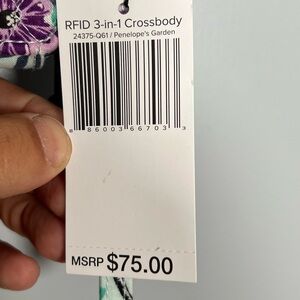 RFID 3-in-1 Crossbody
24375-Q61 / Penelope's Garden
8 86003 66703 3
MSRP $75.00